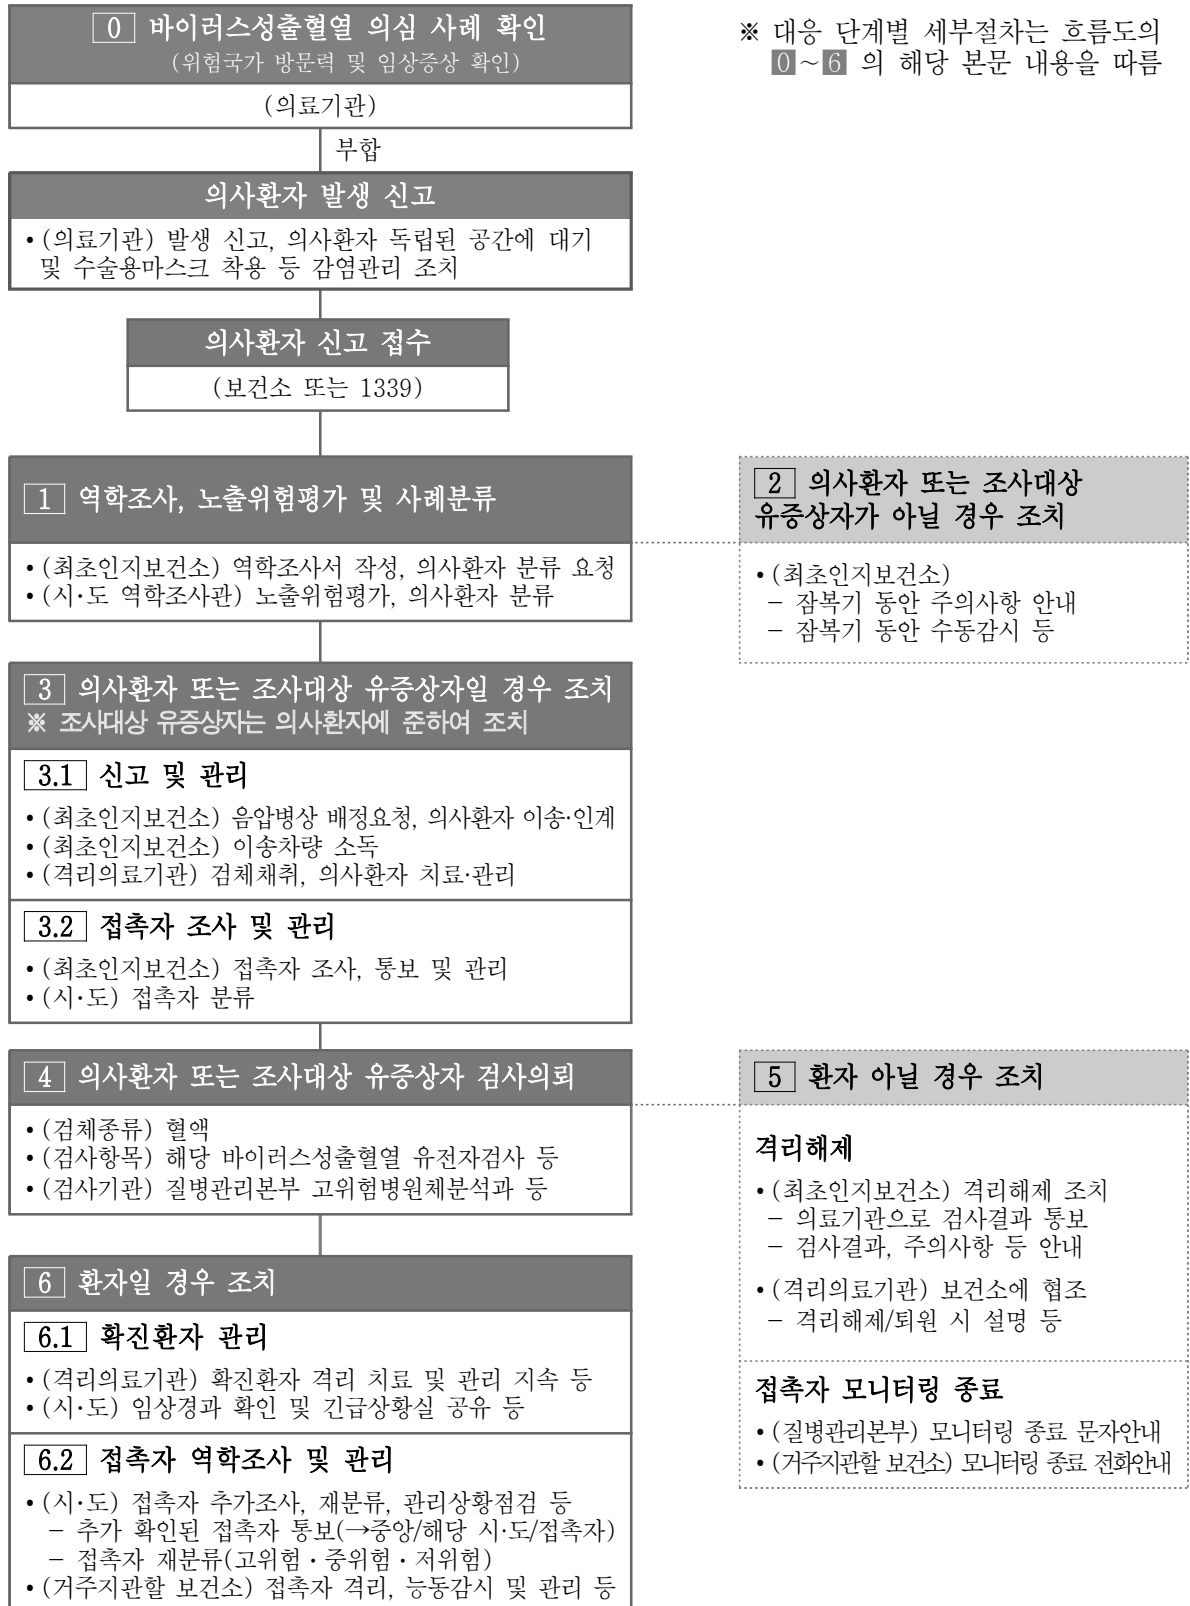 0 바이러스성출혈열 의심 사례 확인
(위험국가 방문력 및 임상증상 확인)
(의료기관)
※ 대응 단계별 세부절차는 흐름도의
0~6 의 해당 본문 내용을 따름
부합
의사환자 발생 신고
• (의료기관) 발생 신고, 의사환자 독립된 공간에 대기
및 수술용마스크 착용 등 감염관리 조치
의사환자 신고 접수
(보건소 또는 1339)
1 역학조사, 노출위험평가 및 사례분류
• (최초인지보건소) 역학조사서 작성, 의사환자 분류 요청
• (시·도 역학조사관) 노출위험평가, 의사환자 분류
2 의사환자 또는 조사대상
유증상자가 아닐 경우 조치
• (최초인지보건소)
- 잠복기 동안 주의사항 안내
- 잠복기 동안 수동감시 등
3 의사환자 또는 조사대상 유증상자일 경우 조치
※ 조사대상 유증상자는 의사환자에 준하여 조치
3.1 신고 및 관리
• (최초인지보건소) 음압병상 배정요청, 의사환자 이송·인계
• (최초인지보건소) 이송차량 소독
• (격리의료기관) 검체채취, 의사환자 치료·관리
3.2 접촉자 조사 및 관리
• (최초인지보건소) 접촉자 조사, 통보 및 관리
• (시·도) 접촉자 분류
4 의사환자 또는 조사대상 유증상자 검사의뢰
• (검체종류) 혈액
• (검사항목) 해당 바이러스성출혈열 유전자검사 등
• (검사기관) 질병관리본부 고위험병원체분석과 등
5 환자 아닐 경우 조치
격리해제
• (최초인지보건소) 격리해제 조치
- 의료기관으로 검사결과 통보
- 검사결과, 주의사항 등 안내
• (격리의료기관) 보건소에 협조
- 격리해제/퇴원 시 설명 등
접촉자 모니터링 종료
• (질병관리본부) 모니터링 종료 문자안내
• (거주지관할 보건소) 모니터링 종료 전화안내
6 환자일 경우 조치
6.1 확진환자 관리
• (격리의료기관) 확진환자 격리 치료 및 관리 지속 등
• (시·도) 임상경과 확인 및 긴급상황실 공유 등
6.2 접촉자 역학조사 및 관리
• (시·도) 접촉자 추가조사, 재분류, 관리상황점검 등
- 추가 확인된 접촉자 통보(→중앙/해당 시·도/접촉자)
- 접촉자 재분류(고위험·중위험·저위험)
• (거주지관할 보건소) 접촉자 격리, 능동감시 및 관리 등